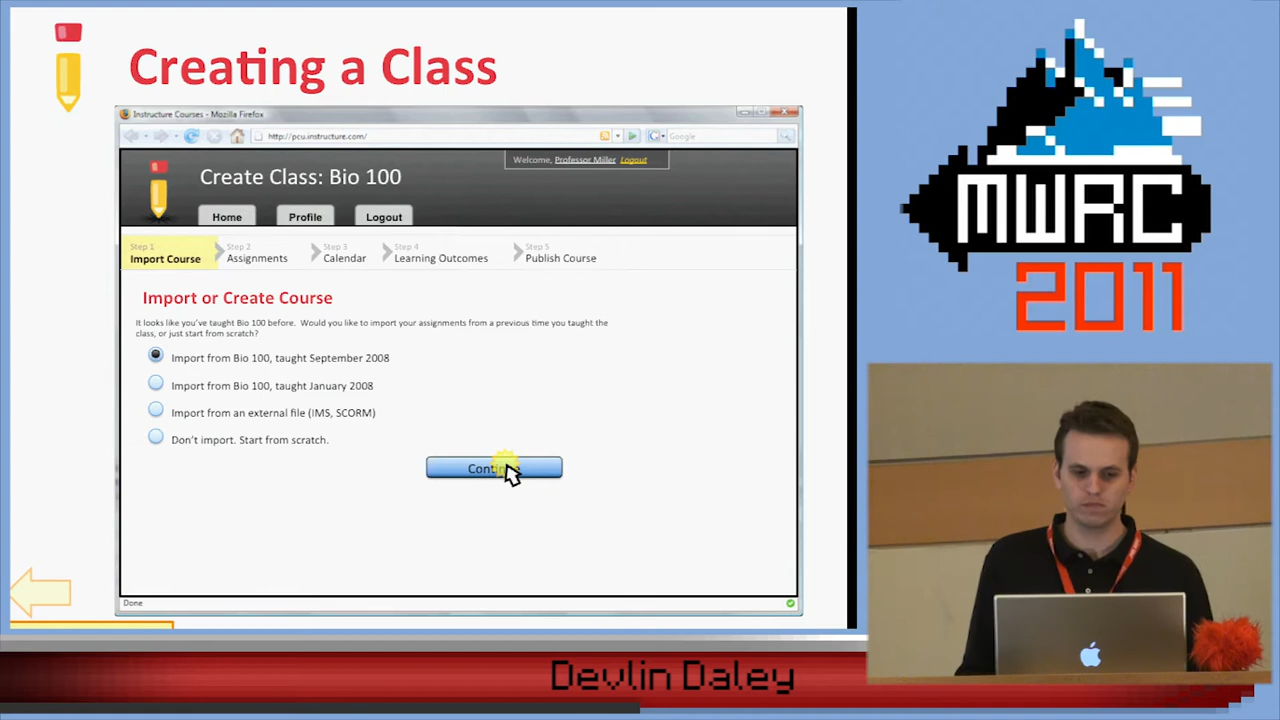 Creating a Class
Instructure Courses - Mozilla Firefox
http://pcu.instructure.com/
Google
Welcome, Professor Miller Logout
Create Class: Bio 100
Home Profile Logout
Step 1 Step 2 Step 3 Step 4 Step 5
Import Course Assignments Calendar Learning Outcomes Publish Course
Import or Create Course
It looks like you've taught Bio 100 before. Would you like to import your assignments from a previous time you taught the
class, or just start from scratch?
Import from Bio 100, taught September 2008
Import from Bio 100, taught January 2008
Import from an external file (IMS, SCORM)
Don't import. Start from scratch.
Continue
Done
MWRC
2011
Devlin Daley